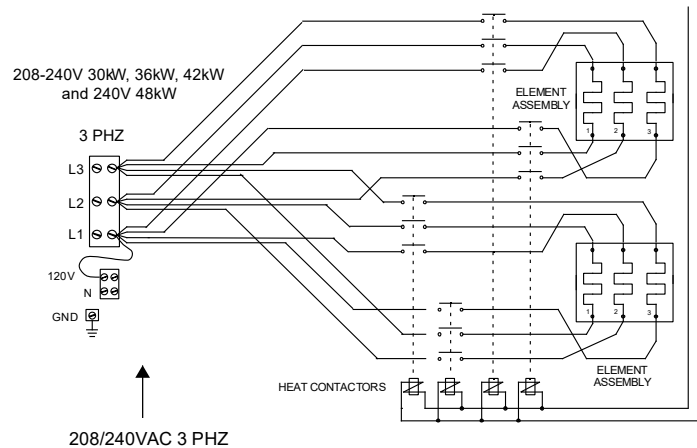 208-240V 30kW, 36kW, 42kW
and 240V 48kW
3 PHZ
L3
L2
L1
120V
N
GND
ELEMENT
ASSEMBLY
1 2 3
1 2 3
ELEMENT
ASSEMBLY
HEAT CONTACTORS
208/240VAC 3 PHZ